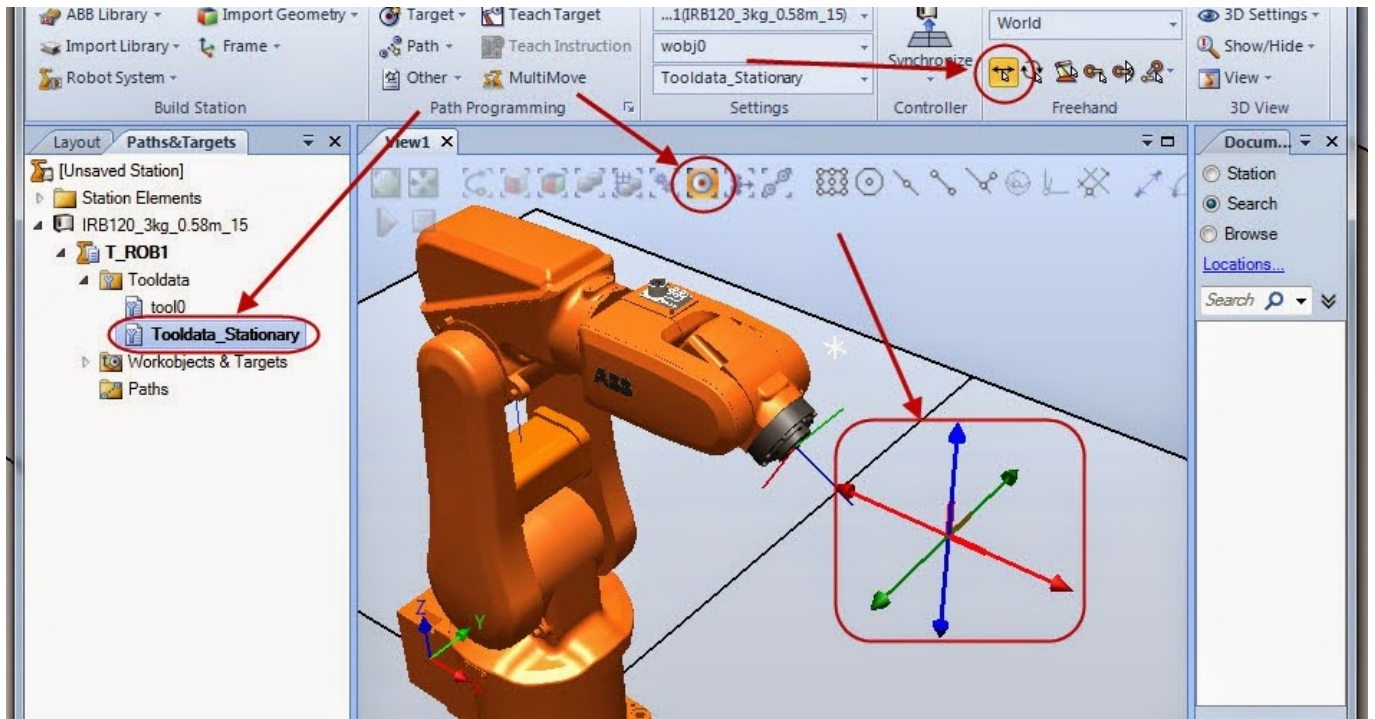 ABB Library
Import Geometry
Target
Teach Target
...1(IRB120_3kg_0.58m_15)
World
3D Settings
Import Library
Frame
Path
Teach Instruction
wobj0
Synchronize
Show/Hide
Robot System
Other
MultiMove
Tooldata_Stationary
View
Build Station
Path Programming
Settings
Controller
Freehand
3D View
Layout
Paths&Targets
View1
Docum...
[Unsaved Station]
Station Elements
IRB120_3kg_0.58m_15
T_ROB1
Tooldata
tool0
Tooldata_Stationary
Workobjects & Targets
Paths
ABB
Z
Y
X
Station
Search
Browse
Locations...
Search